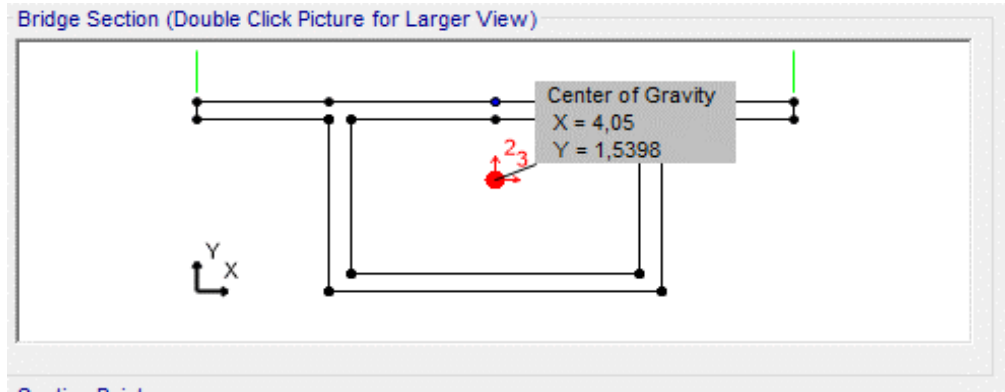 Bridge Section (Double Click Picture for Larger View)
Center of Gravity
X = 4,05
Y = 1,5398
2
3
Y
X